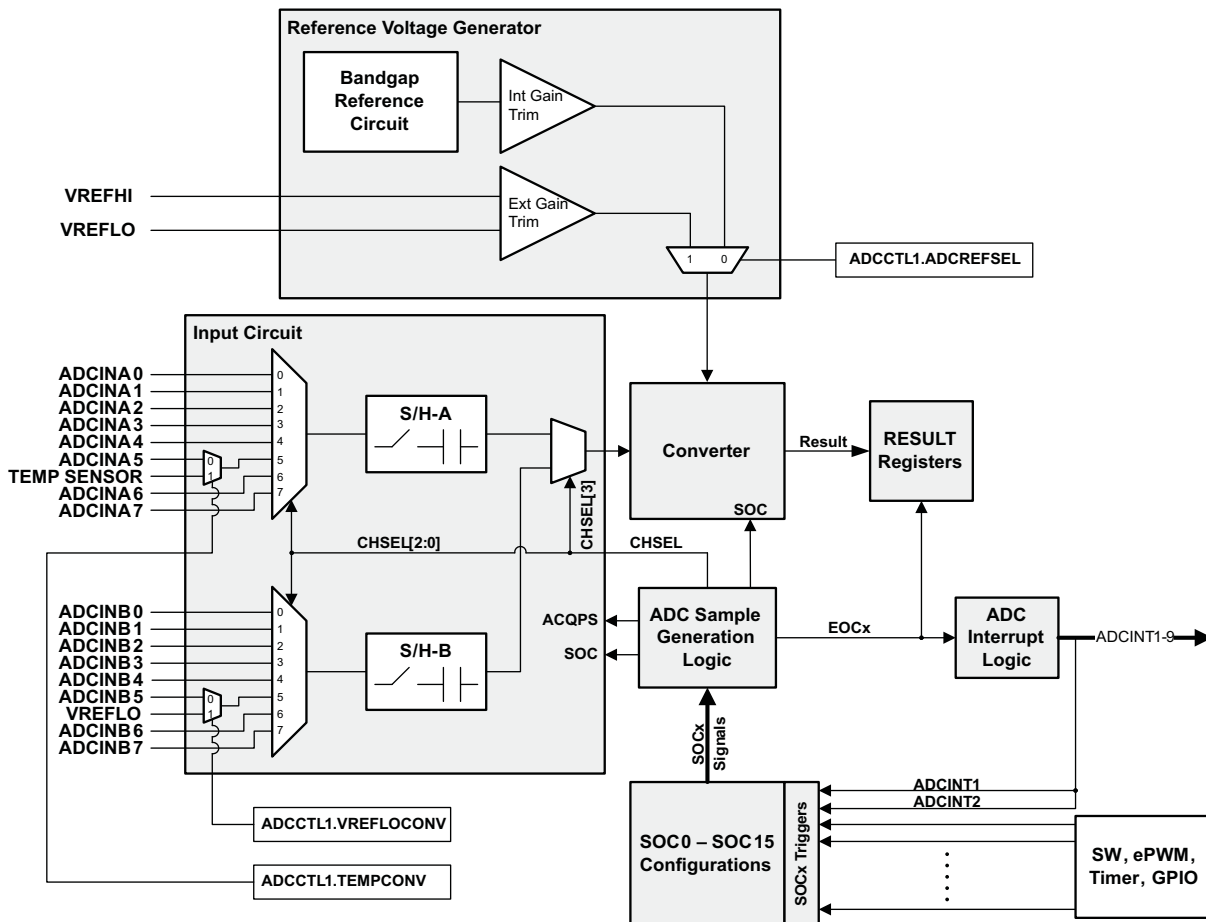 Reference Voltage Generator
Bandgap
Reference
Circuit
Int Gain
Trim
VREFHI
VREFLO
Ext Gain
Trim
1 0
ADCCTL1.ADCREFSEL
Input Circuit
ADCINA0
ADCINA1
ADCINA2
ADCINA3
ADCINA4
ADCINA5
TEMP SENSOR
ADCINA6
ADCINA7
0
1
0
1
2
3
4
5
6
7
S/H-A
CHSEL[3]
Converter
SOC
Result
RESULT
Registers
CHSEL[2:0]
CHSEL
ADCINB0
ADCINB1
ADCINB2
ADCINB3
ADCINB4
ADCINB5
VREFLO
ADCINB6
ADCINB7
0
1
0
1
2
3
4
5
6
7
S/H-B
ACQPS
SOC
ADC Sample
Generation
Logic
EOCx
ADC
Interrupt
Logic
ADCINT1-9
SOCx
Signals
ADCINT1
ADCINT2
SOC0 – SOC15
Configurations
SOCx Triggers
SW, ePWM,
Timer, GPIO
ADCCTL1.VREFLOCONV
ADCCTL1.TEMPCONV